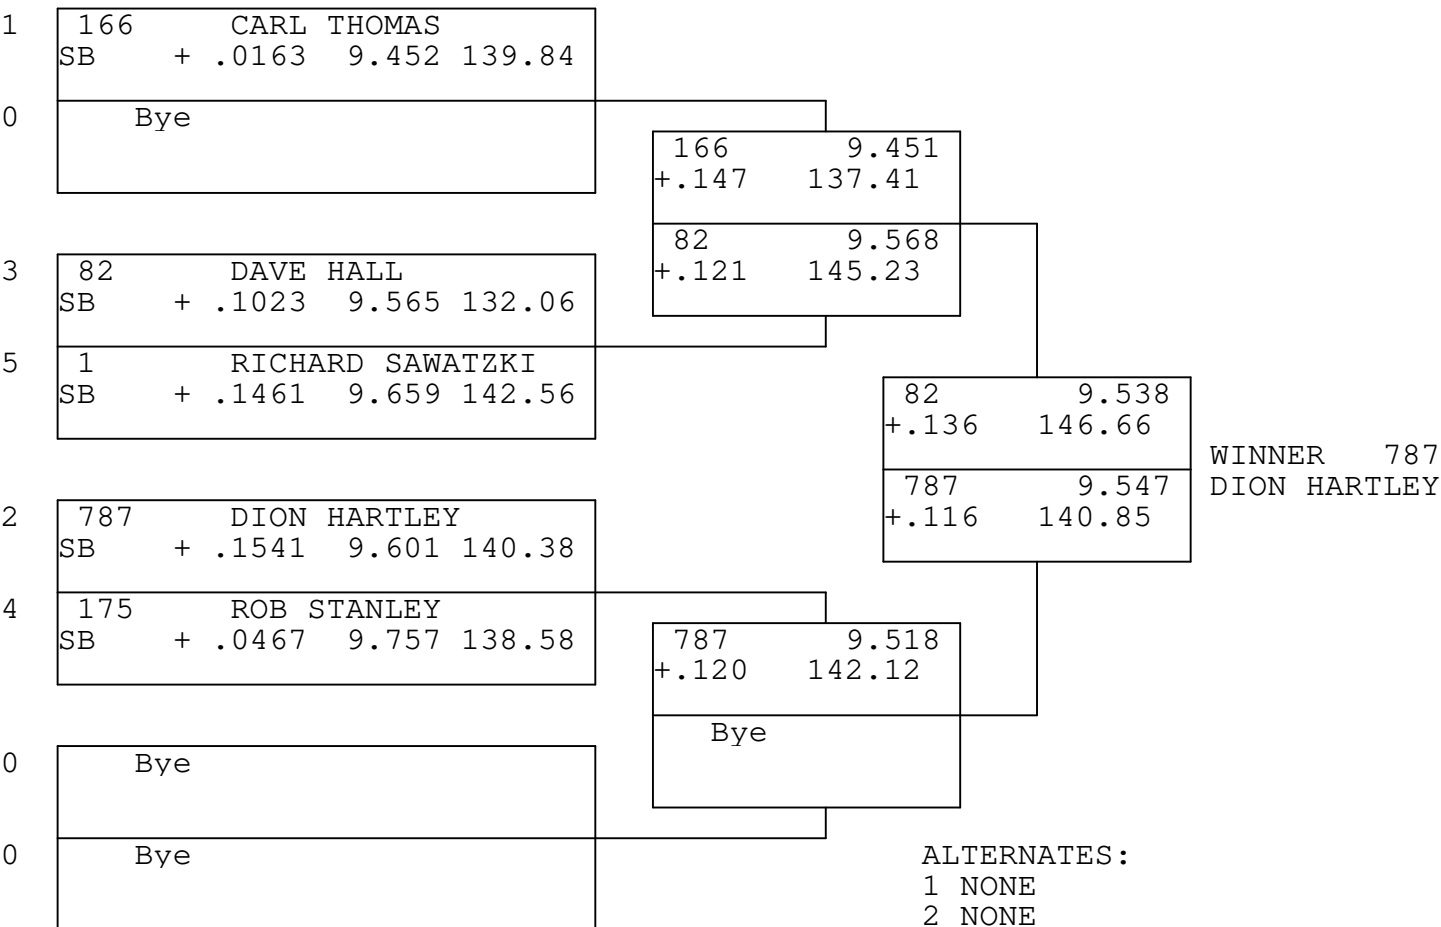 1 166 CARL THOMAS
SB + .0163 9.452 139.84
0 Bye
166 9.451
+.147 137.41
82 9.568
+.121 145.23
3 82 DAVE HALL
SB + .1023 9.565 132.06
5 1 RICHARD SAWATZKI
SB + .1461 9.659 142.56
82 9.538
+.136 146.66
787 9.547
+.116 140.85
WINNER 787
DION HARTLEY
2 787 DION HARTLEY
SB + .1541 9.601 140.38
4 175 ROB STANLEY
SB + .0467 9.757 138.58
787 9.518
+.120 142.12
Bye
0 Bye
0 Bye
ALTERNATES:
1 NONE
2 NONE